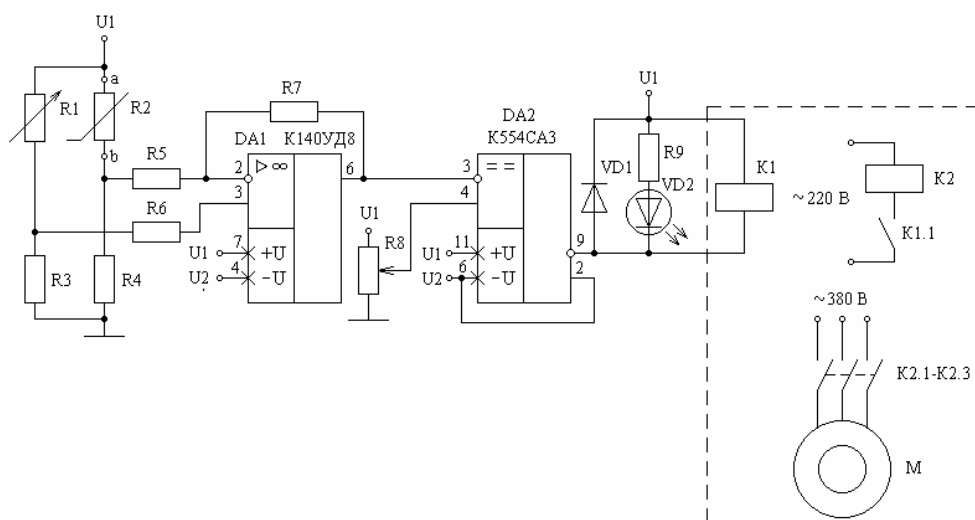 U1
a
R1
R2
b
R3
R4
R5
R6
R7
DA1
К140УД8
2
3
6
7
4
U1
U2
▷ ∞
+U
-U
U1
R8
DA2
К554СА3
3
4
= =
11
6
U1
U2
+U
-U
9
2
U1
VD1
R9
VD2
K1
~220 В
K2
K1.1
~380 В
K2.1-K2.3
М